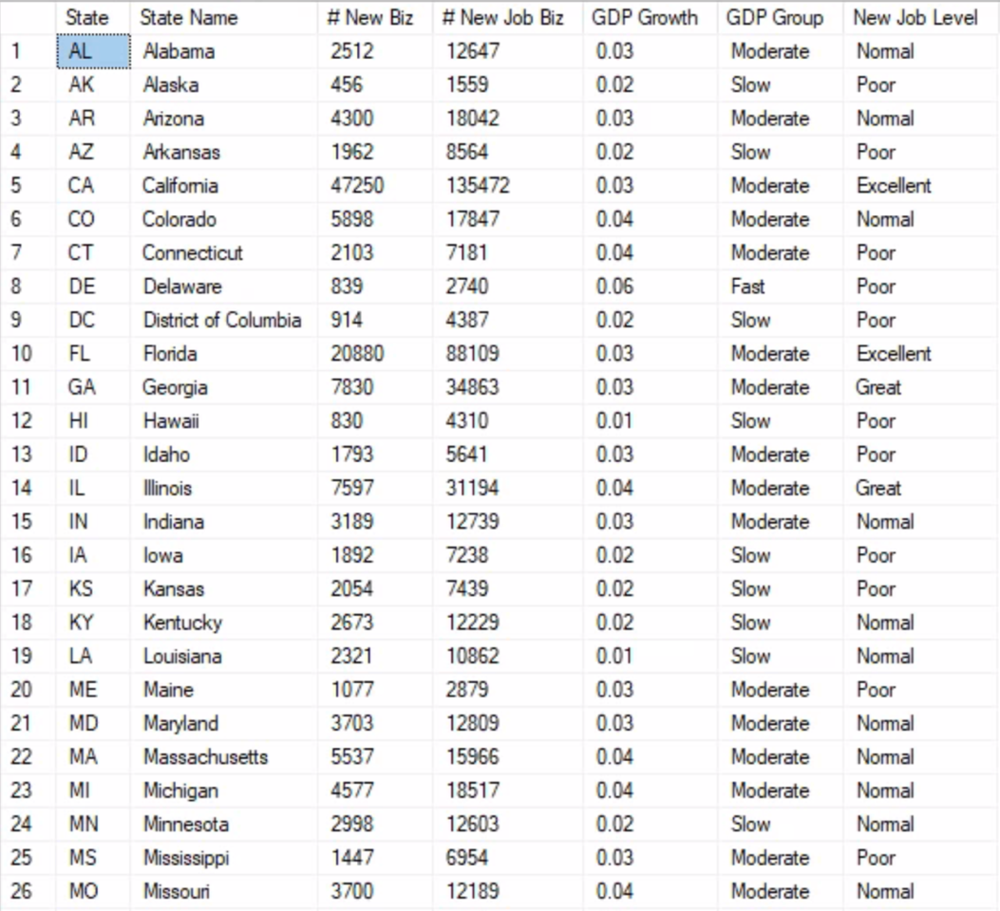 State State Name # New Biz # New Job Biz GDP Growth GDP Group New Job Level
1 AL Alabama 2512 12647 0.03 Moderate Normal
2 AK Alaska 456 1559 0.02 Slow Poor
3 AR Arizona 4300 18042 0.03 Moderate Normal
4 AZ Arkansas 1962 8564 0.02 Slow Poor
5 CA California 47250 135472 0.03 Moderate Excellent
6 CO Colorado 5898 17847 0.04 Moderate Normal
7 CT Connecticut 2103 7181 0.04 Moderate Poor
8 DE Delaware 839 2740 0.06 Fast Poor
9 DC District of Columbia 914 4387 0.02 Slow Poor
10 FL Florida 20880 88109 0.03 Moderate Excellent
11 GA Georgia 7830 34863 0.03 Moderate Great
12 HI Hawaii 830 4310 0.01 Slow Poor
13 ID Idaho 1793 5641 0.03 Moderate Poor
14 IL Illinois 7597 31194 0.04 Moderate Great
15 IN Indiana 3189 12739 0.03 Moderate Normal
16 IA Iowa 1892 7238 0.02 Slow Poor
17 KS Kansas 2054 7439 0.02 Slow Poor
18 KY Kentucky 2673 12229 0.02 Slow Normal
19 LA Louisiana 2321 10862 0.01 Slow Normal
20 ME Maine 1077 2879 0.03 Moderate Poor
21 MD Maryland 3703 12809 0.03 Moderate Normal
22 MA Massachusetts 5537 15966 0.04 Moderate Normal
23 MI Michigan 4577 18517 0.04 Moderate Normal
24 MN Minnesota 2998 12603 0.02 Slow Normal
25 MS Mississippi 1447 6954 0.03 Moderate Poor
26 MO Missouri 3700 12189 0.04 Moderate Normal